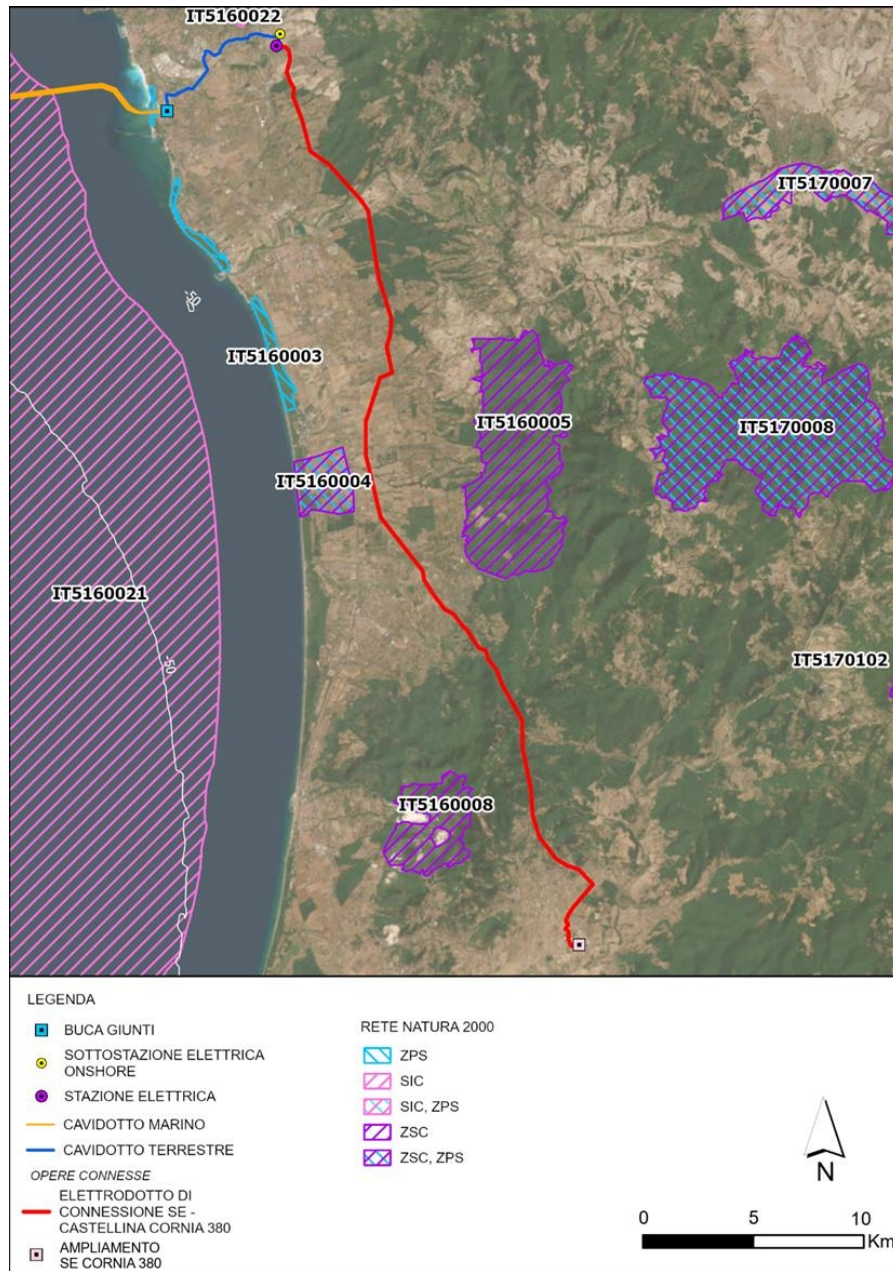 IT5160022
IT5170007
-50
IT5160003
IT5160005
IT5170008
IT5160004
IT5160021
-50
IT5170102
IT5160008
LEGENDA
BUCA GIUNTI
SOTTOSTAZIONE ELETTRICA
ONSHORE
STAZIONE ELETTRICA
CAVIDOTTO MARINO
CAVIDOTTO TERRESTRE
OPERE CONNESSE
ELETTRODOTTO DI
CONNESSIONE SE -
CASTELLINA CORNIA 380
AMPLIAMENTO
SE CORNIA 380
RETE NATURA 2000
ZPS
SIC
SIC, ZPS
ZSC
ZSC, ZPS
N
0 5 10
Km